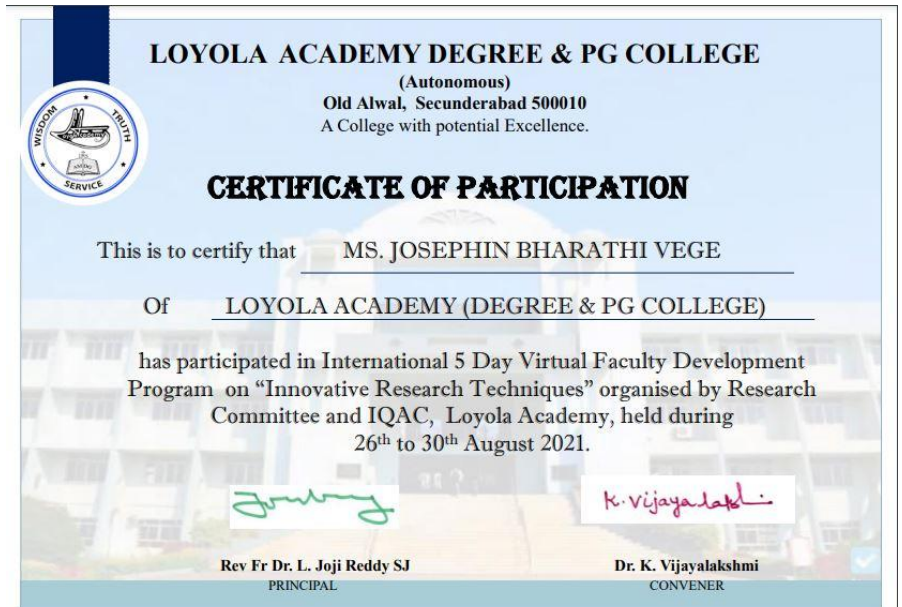 LOYOLA ACADEMY DEGREE & PG COLLEGE
(Autonomous)
Old Alwal, Secunderabad 500010
A College with potential Excellence.
WISDOM TRUTH
SERVICE
CERTIFICATE OF PARTICIPATION
This is to certify that MS. JOSEPHIN BHARATHI VEGE
Of LOYOLA ACADEMY (DEGREE & PG COLLEGE)
has participated in International 5 Day Virtual Faculty Development
Program on “Innovative Research Techniques” organised by Research
Committee and IQAC, Loyola Academy, held during
26th to 30th August 2021.
K. Vijayalakshmi
Rev Fr Dr. L. Joji Reddy SJ
PRINCIPAL
Dr. K. Vijayalakshmi
CONVENER